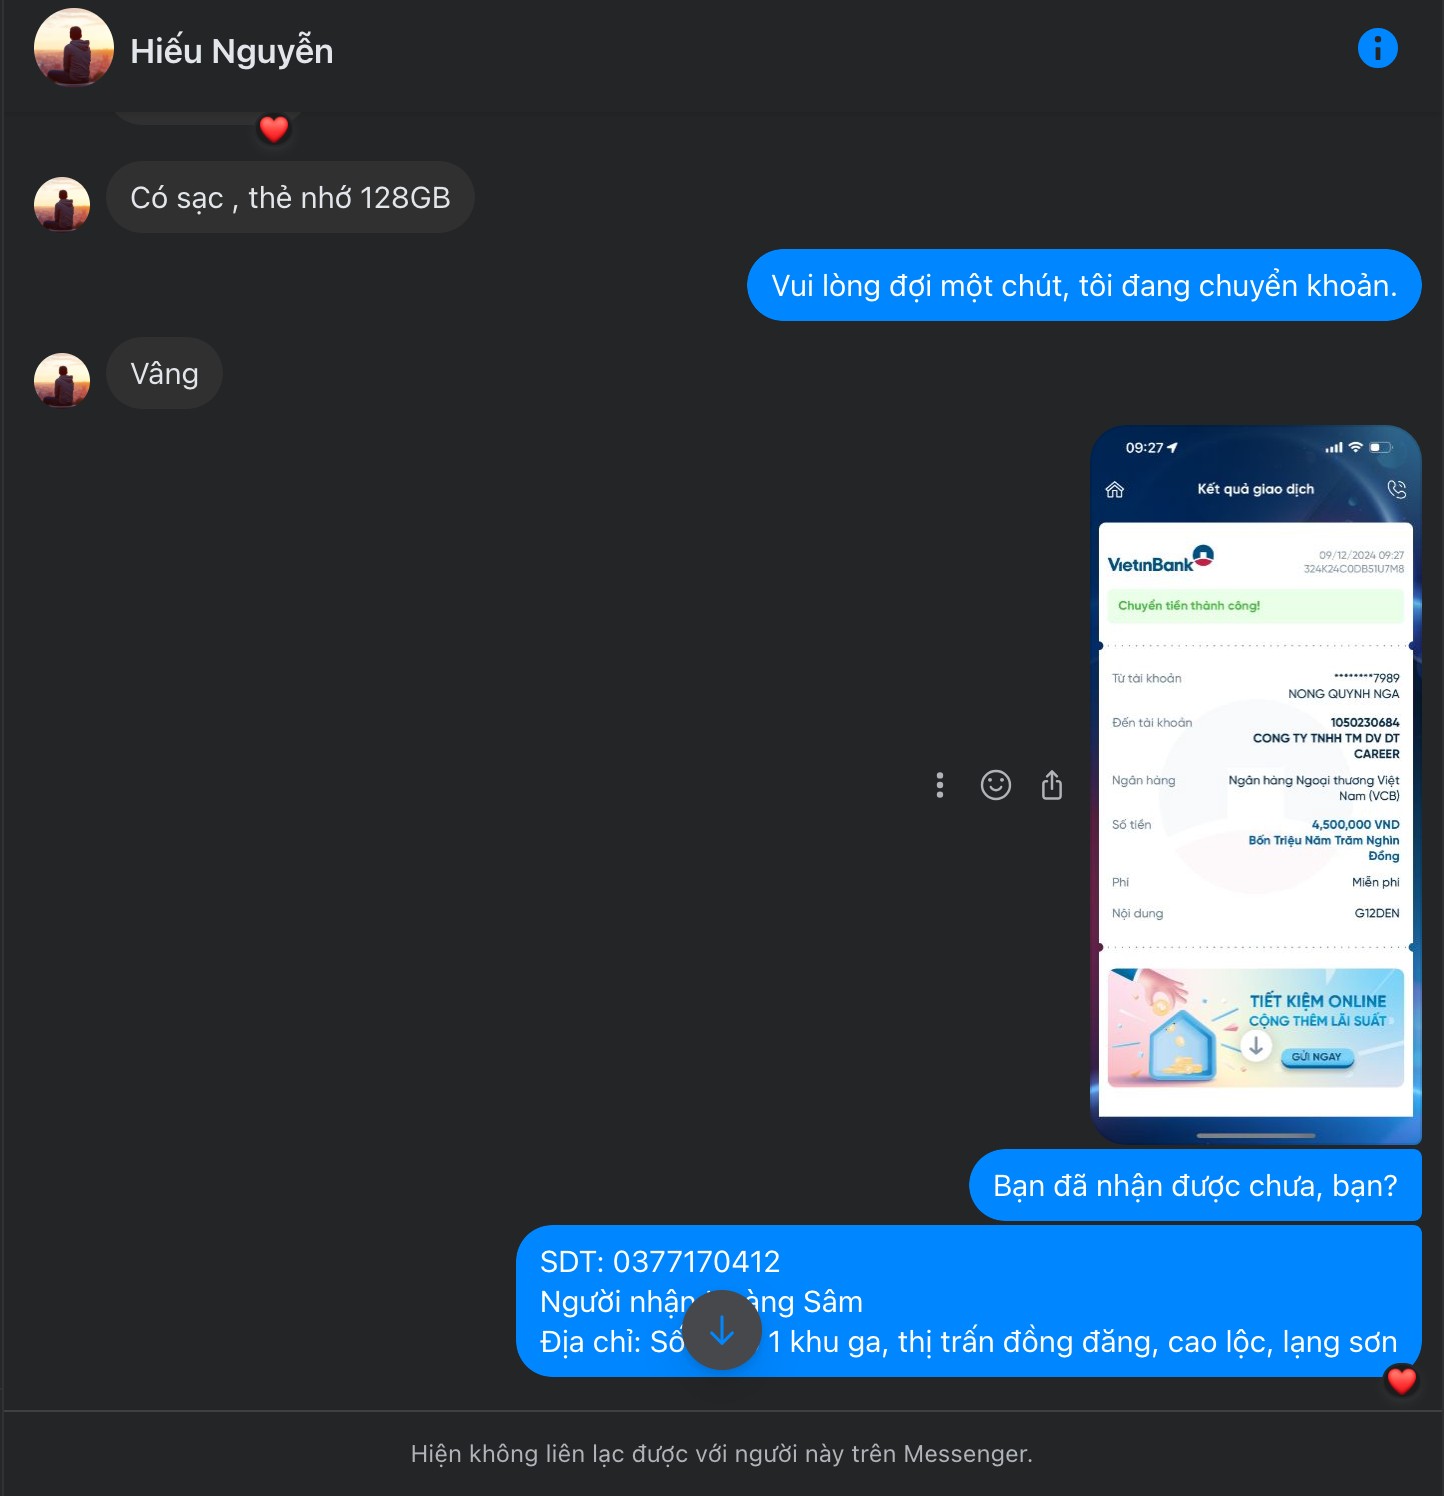 Hiếu Nguyễn
Có sạc , thẻ nhớ 128GB
Vui lòng đợi một chút, tôi đang chuyển khoản.
Vâng
09:27
Kết quả giao dịch
VietinBank
09/12/2024 09:27
324K24C0DB51U7M8
Chuyển tiền thành công!
Từ tài khoản
********7989
NONG QUYNH NGA
Đến tài khoản
1050230684
CONG TY TNHH TM DV DT
CAREER
Ngân hàng
Ngân hàng Ngoại thương Việt
Nam (VCB)
Số tiền
4,500,000 VND
Bốn Triệu Năm Trăm Nghìn
Đồng
Phí
Miễn phí
Nội dung
G12DEN
TIẾT KIỆM ONLINE
CỘNG THÊM LÃI SUẤT
GỬI NGAY
Bạn đã nhận được chưa, bạn?
SDT: 0377170412
Người nhận Sâm
Địa chỉ: Số 1 khu ga, thị trấn đồng đăng, cao lộc, lạng sơn
Hiện không liên lạc được với người này trên Messenger.